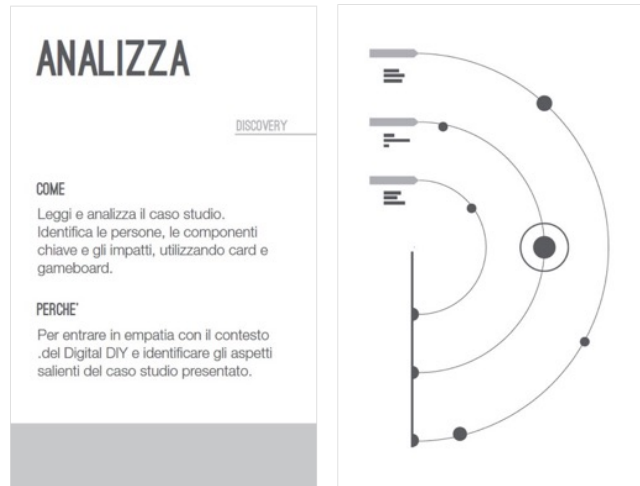 ANALIZZA
DISCOVERY
COME
Leggi e analizza il caso studio.
Identifica le persone, le componenti
chiave e gli impatti, utilizzando card e
gameboard.
PERCHE'
Per entrare in empatia con il contesto
.del Digital DIY e identificare gli aspetti
salienti del caso studio presentato.